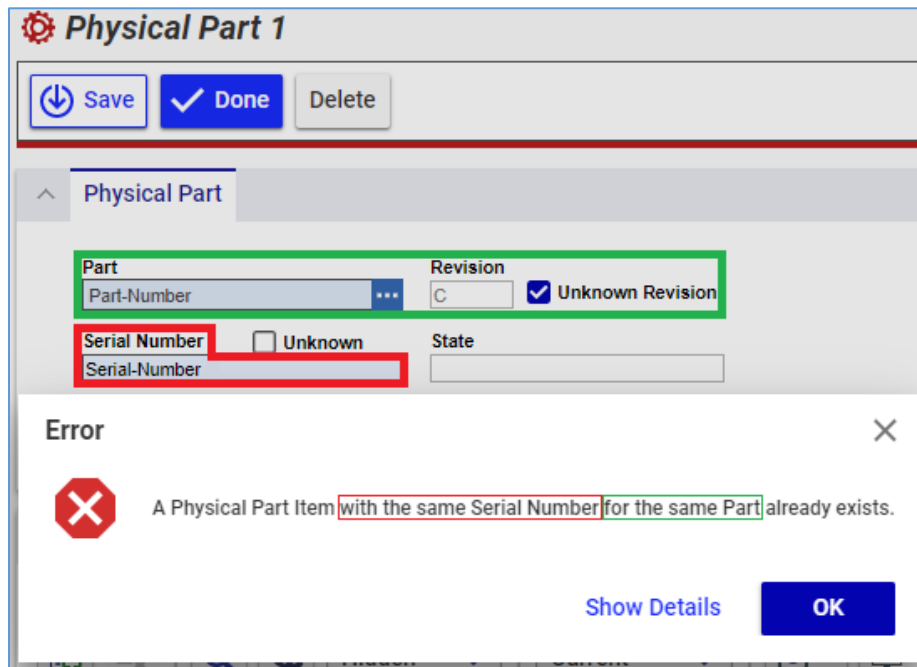 Physical Part 1
Save Done Delete
Physical Part
Part Revision
Part-Number ... C Unknown Revision
Serial Number Unknown State
Serial-Number
Error
A Physical Part Item with the same Serial Number for the same Part already exists.
Show Details OK
Hidden Current